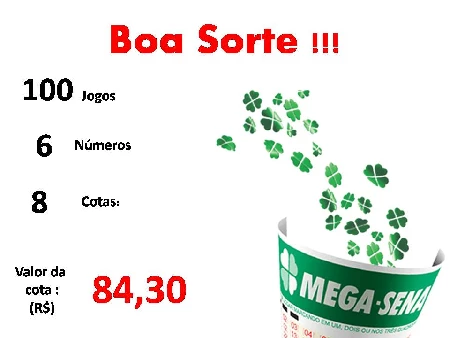 Boa Sorte !!!
100 Jogos
6 Números
8 Cotas:
Valor da
cota :
(R$)
84,30
MEGA-SENA